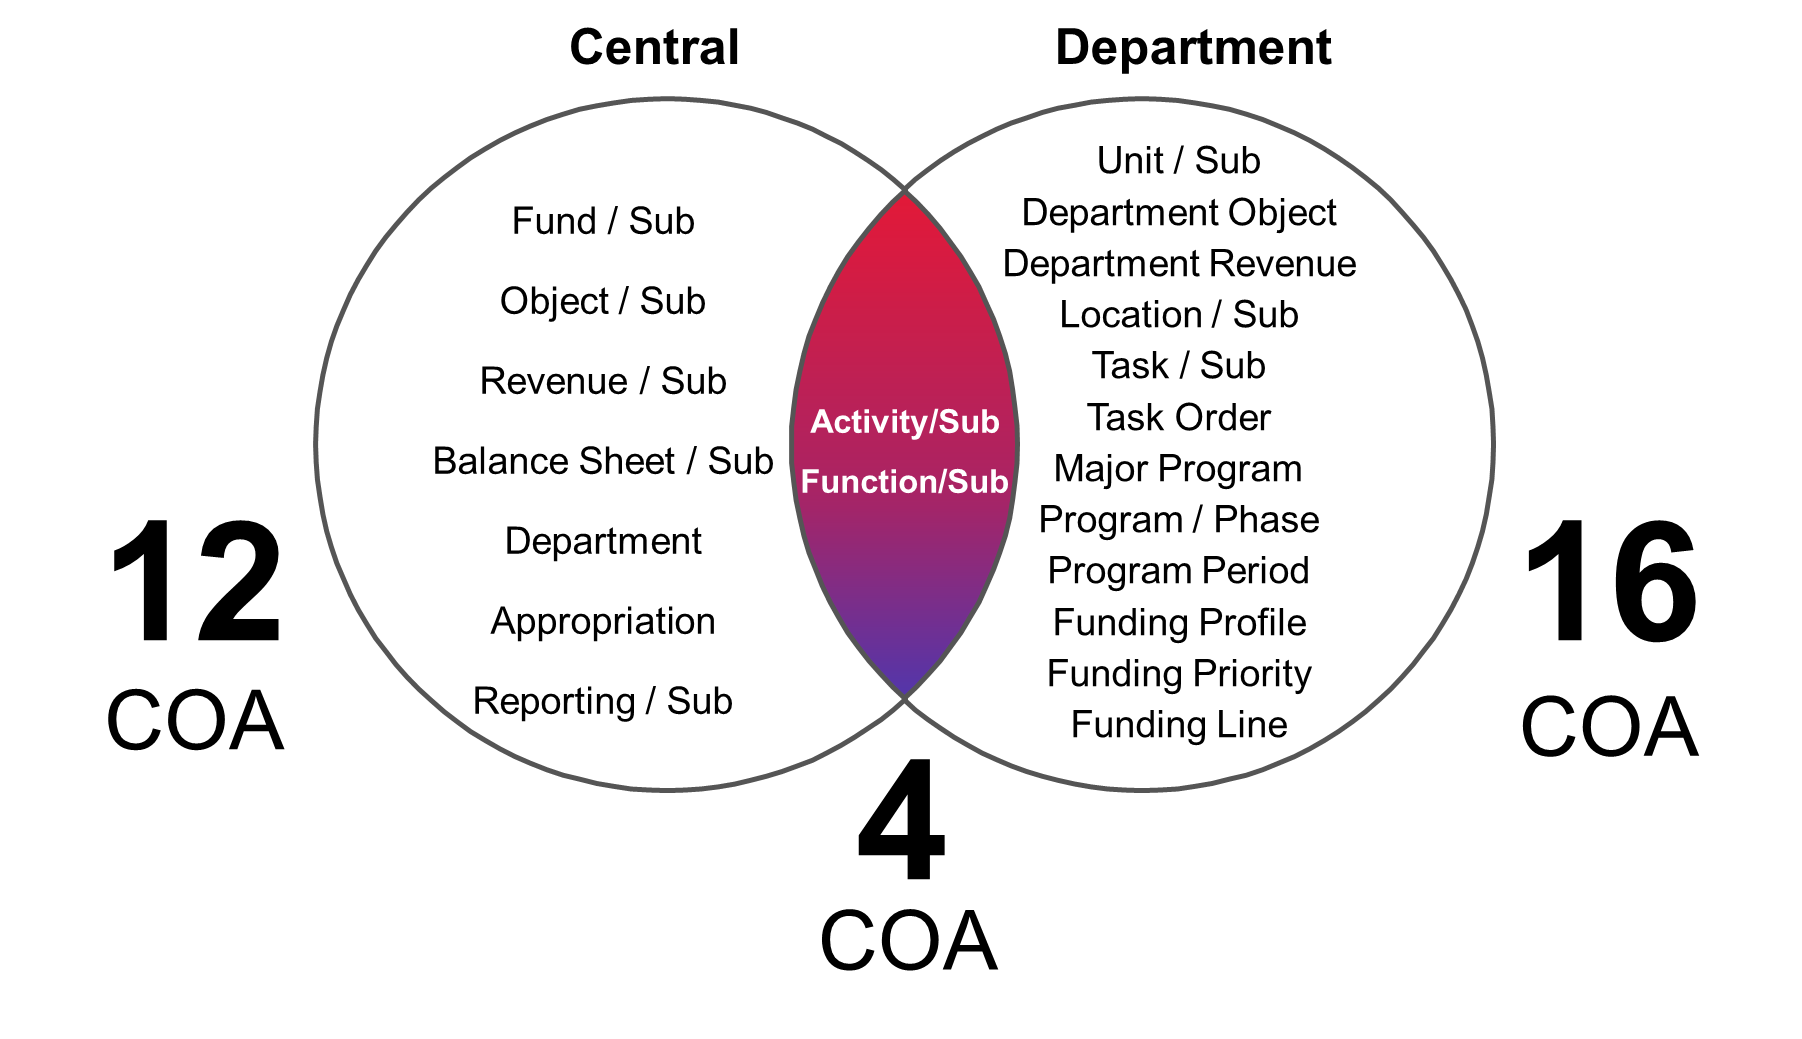 Central
Department
Fund / Sub
Object / Sub
Revenue / Sub
Balance Sheet / Sub
Department
Appropriation
Reporting / Sub
Activity/Sub
Function/Sub
Unit / Sub
Department Object
Department Revenue
Location / Sub
Task / Sub
Task Order
Major Program
Program / Phase
Program Period
Funding Profile
Funding Priority
Funding Line
12
COA
16
COA
4
COA